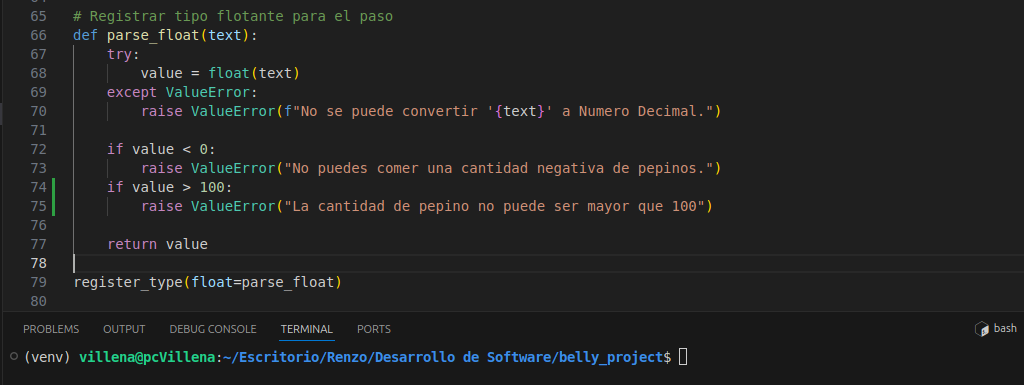 65 # Registrar tipo flotante para el paso
66 def parse_float(text):
67 try:
68 value = float(text)
69 except ValueError:
70 raise ValueError(f"No se puede convertir '{text}' a Numero Decimal.")
71
72 if value < 0:
73 raise ValueError("No puedes comer una cantidad negativa de pepinos.")
74 if value > 100:
75 raise ValueError("La cantidad de pepino no puede ser mayor que 100")
76
77 return value
78
79 register_type(float=parse_float)
80
PROBLEMS OUTPUT DEBUG CONSOLE TERMINAL PORTS bash
(venv) villena@pcVillena:~/Escritorio/Renzo/Desarrollo de Software/belly_project$